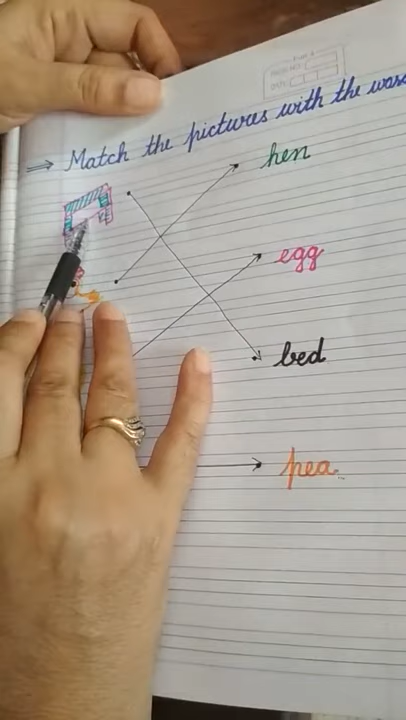 ⟹ Match the pictures with the
hen
egg
bed
pea